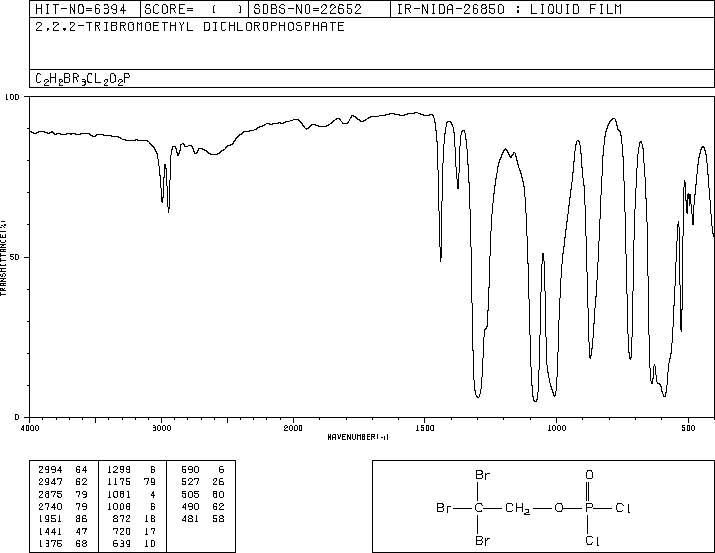 HIT-NO=6394 SCORE= ( ) SDBS-NO=22652 IR-NIDA-26850 : LIQUID FILM
2.2.2-TRIBROMOETHYL DICHLOROPHOSPHATE
C2H2BR3CL2O2P
100
50
0
TRANSMITTANCE(%)
4000 3000 2000 1500 1000 500
WAVENUMBER(-1)
2994 64 1299 6 590 6
2947 62 1175 79 527 26
2875 79 1081 4 505 60
2740 79 1008 6 490 62
1951 86 872 18 481 58
1441 47 720 17
1376 68 639 10
Br O
Br C CH2 O P Cl
Br Cl